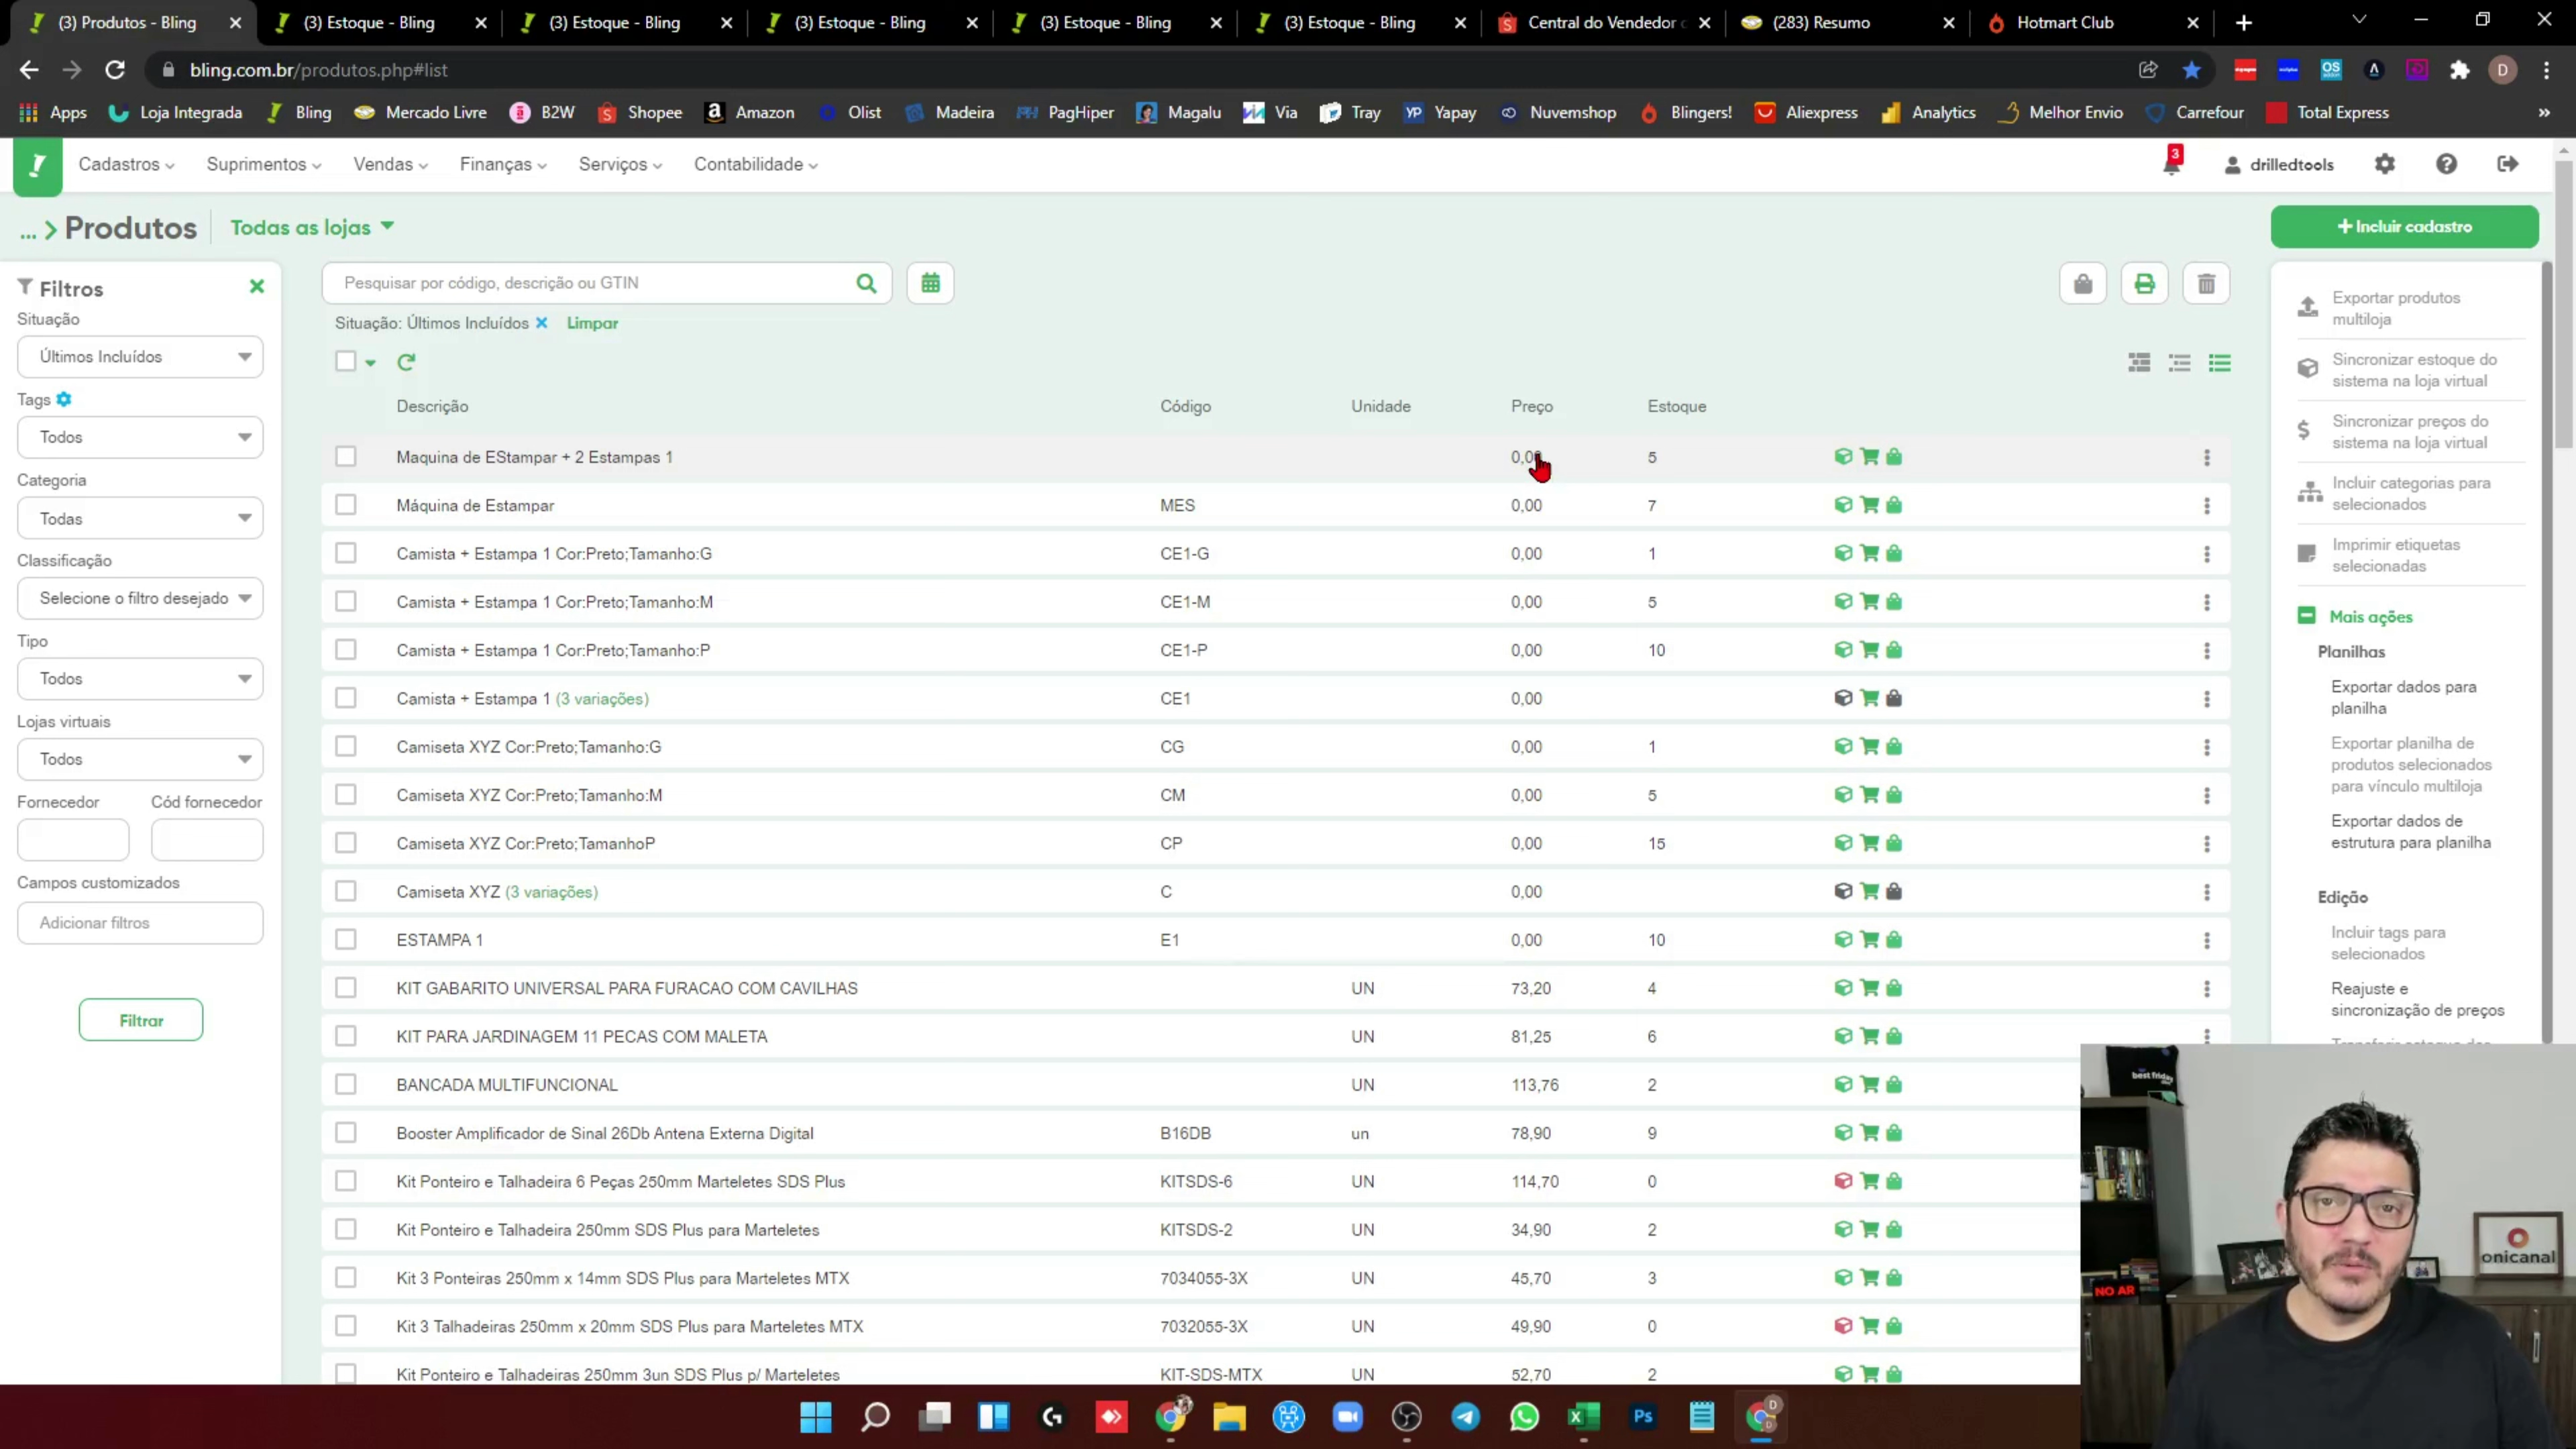 (3) Produtos - Bling
(3) Estoque - Bling
(3) Estoque - Bling
(3) Estoque - Bling
(3) Estoque - Bling
(3) Estoque - Bling
Central do Vendedor
(283) Resumo
Hotmart Club
bling.com.br/produtos.php#list
Apps
Loja Integrada
Bling
Mercado Livre
B2W
Shopee
Amazon
Olist
Madeira
PagHiper
Magalu
Via
Tray
Yapay
Nuvemshop
Blingers!
Aliexpress
Analytics
Melhor Envio
Carrefour
Total Express
»
Cadastros
Suprimentos
Vendas
Finanças
Serviços
Contabilidade
3
drilledtools
... > Produtos
Todas as lojas
+ Incluir cadastro
Filtros
Situação
Últimos Incluídos
Tags
Todos
Categoria
Todas
Classificação
Selecione o filtro desejado
Tipo
Todos
Lojas virtuais
Todos
Fornecedor Cód fornecedor
Campos customizados
Adicionar filtros
Filtrar
Pesquisar por código, descrição ou GTIN
Situação: Últimos Incluídos × Limpar
Descrição Código Unidade Preço Estoque
Maquina de EStampar + 2 Estampas 1 0,00 5
Máquina de Estampar MES 0,00 7
Camista + Estampa 1 Cor:Preto;Tamanho:G CE1-G 0,00 1
Camista + Estampa 1 Cor:Preto;Tamanho:M CE1-M 0,00 5
Camista + Estampa 1 Cor:Preto;Tamanho:P CE1-P 0,00 10
Camista + Estampa 1 (3 variações) CE1 0,00
Camiseta XYZ Cor:Preto;Tamanho:G CG 0,00 1
Camiseta XYZ Cor:Preto;Tamanho:M CM 0,00 5
Camiseta XYZ Cor:Preto;TamanhoP CP 0,00 15
Camiseta XYZ (3 variações) C 0,00
ESTAMPA 1 E1 0,00 10
KIT GABARITO UNIVERSAL PARA FURACAO COM CAVILHAS UN 73,20 4
KIT PARA JARDINAGEM 11 PECAS COM MALETA UN 81,25 6
BANCADA MULTIFUNCIONAL UN 113,76 2
Booster Amplificador de Sinal 26Db Antena Externa Digital B16DB un 78,90 9
Kit Ponteiro e Talhadeira 6 Peças 250mm Marteletes SDS Plus KITSDS-6 UN 114,70 0
Kit Ponteiro e Talhadeira 250mm SDS Plus para Marteletes KITSDS-2 UN 34,90 2
Kit 3 Ponteiras 250mm x 14mm SDS Plus para Marteletes MTX 7034055-3X UN 45,70 3
Kit 3 Talhadeiras 250mm x 20mm SDS Plus para Marteletes MTX 7032055-3X UN 49,90 0
Kit Ponteiro e Talhadeiras 250mm 3un SDS Plus p/ Marteletes KIT-SDS-MTX UN 52,70 2
Exportar produtos
multiloja
Sincronizar estoque do
sistema na loja virtual
Sincronizar preços do
sistema na loja virtual
Incluir categorias para
selecionados
Imprimir etiquetas
selecionadas
Mais ações
Planilhas
Exportar dados para
planilha
Exportar planilha de
produtos selecionados
para vínculo multiloja
Exportar dados de
estrutura para planilha
Edição
Incluir tags para
selecionados
Reajuste e
sincronização de preços
best friday
NO AR
onicanal